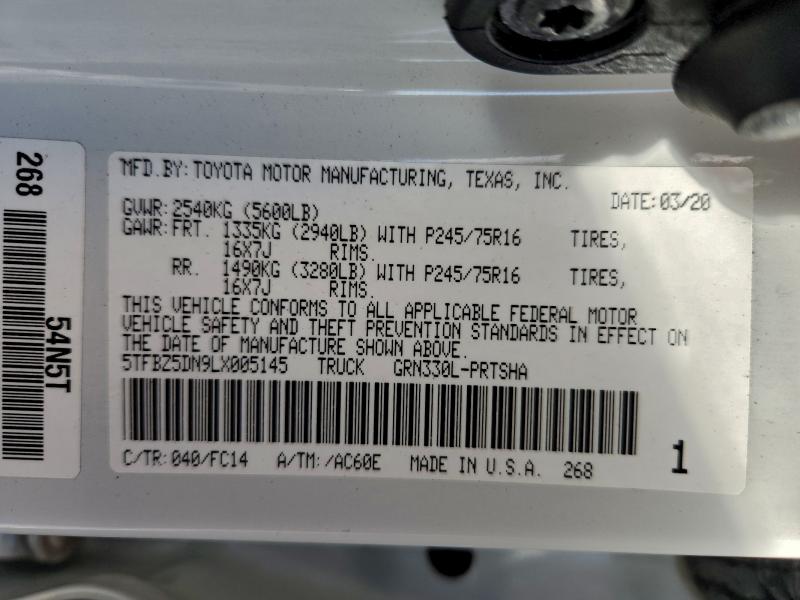 268
54N5T
MFD.BY: TOYOTA MOTOR MANUFACTURING, TEXAS, INC.
DATE: 03/20
GVWR: 2540KG (5600LB)
GAWR: FRT. 1335KG (2940LB) WITH P245/75R16 TIRES,
16X7J RIMS.
RR. 1490KG (3280LB) WITH P245/75R16 TIRES,
16X7J RIMS.
THIS VEHICLE CONFORMS TO ALL APPLICABLE FEDERAL MOTOR
VEHICLE SAFETY AND THEFT PREVENTION STANDARDS IN EFFECT ON
THE DATE OF MANUFACTURE SHOWN ABOVE.
5TFBZ5DN9LX005145 TRUCK GRN330L-PRTSHA
C/TR: 040/FC14 A/TM: /AC60E MADE IN U.S.A. 268 1